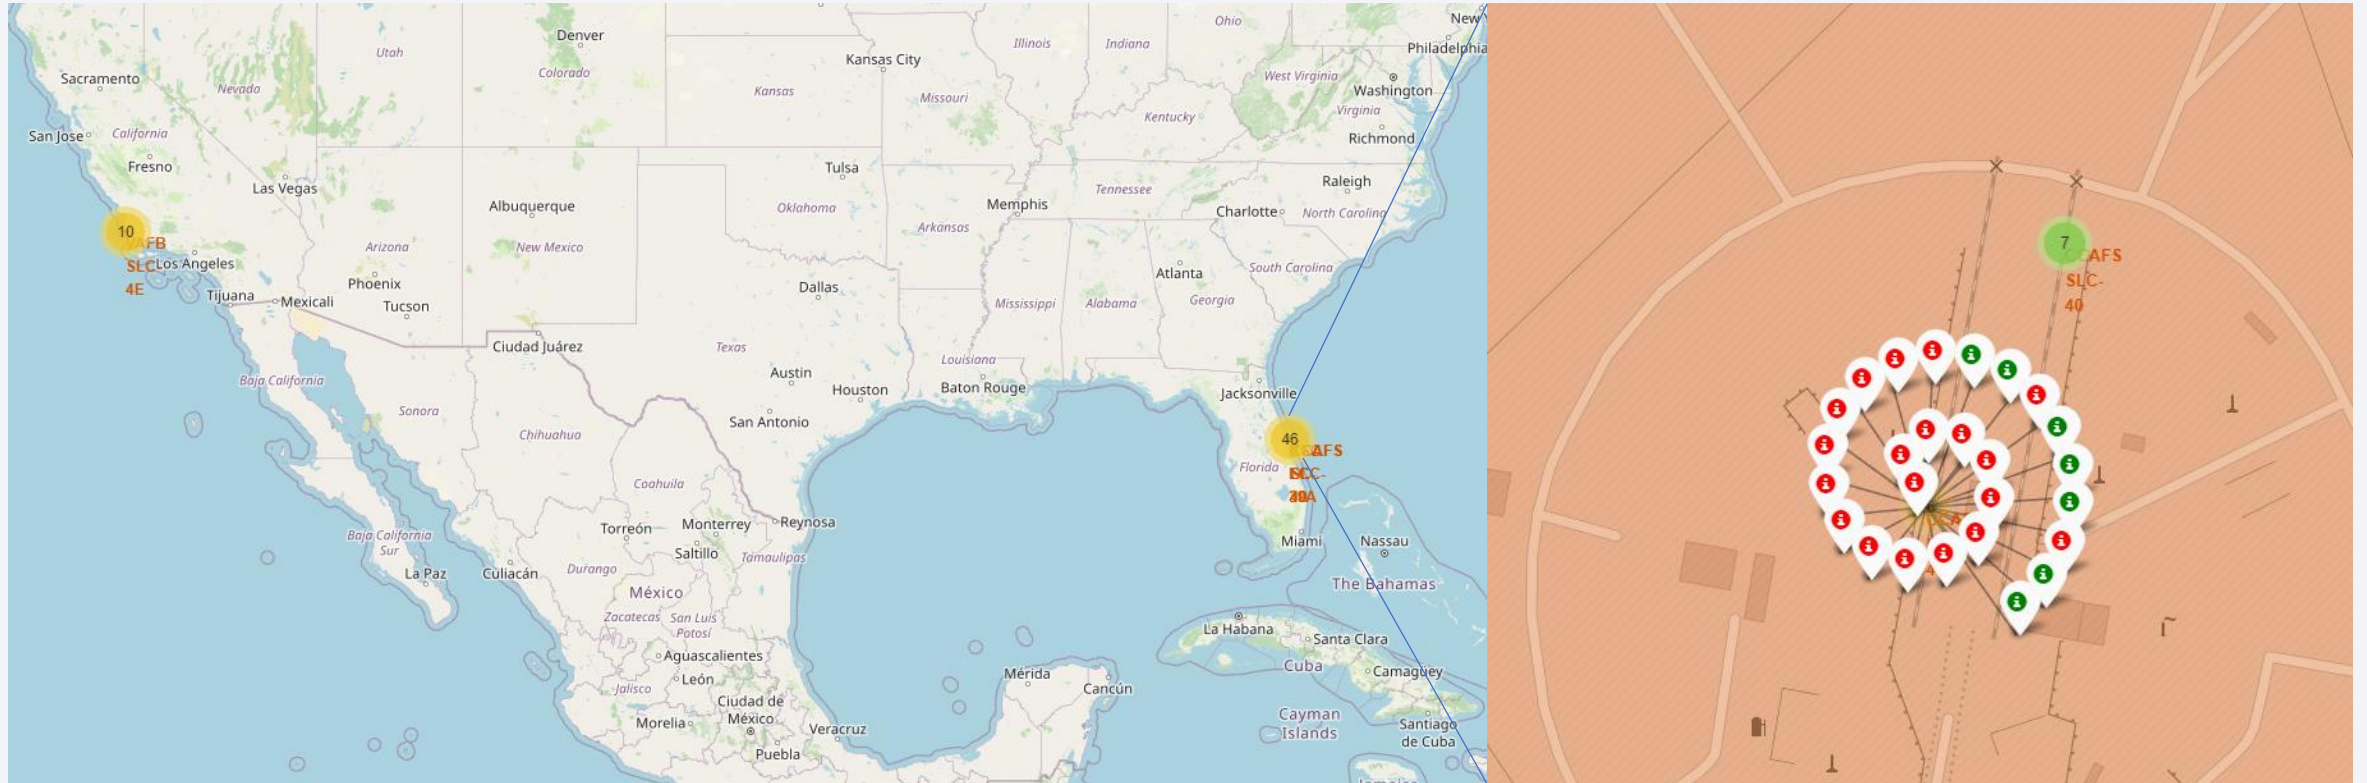 Ohio
New Y
Denver
Utah
Illinois
Indiana
Kansas City
Philadelphia
Colorado
Sacramento
Nevada
West Virginia
Kansas
Washington
Missouri
Virginia
Kentucky
San Jose
California
Richmond
Fresno
Tulsa
Las Vegas
Raleigh
Tennessee
Albuquerque
Memphis
Oklahoma
Charlotte
North Carolina
10
Arkansas
AFB
Arizona
New Mexico
SLC-
Los Angeles
South Carolina
Atlanta
Phoenix
4E
Dallas
Tijuana
Mexicali
Tucson
Mississippi
Alabama
Georgia
Ciudad Juárez
Texas
Louisiana
Austin
Baja California
Houston
Baton Rouge
Jacksonville
Sonora
San Antonio
Chihuahua
46
AFS
Florida
Coahuila
Torreón
Monterrey
Reynosa
Baja California
Sur
Saltillo
Miami
Nassau
Tamaulipas
La Paz
Culiacán
Durango
The Bahamas
México
Zacatecas
San Luis
Potosí
La Habana
Santa Clara
Aguascalientes
Cuba
Camagüey
León
Mérida
Jalisco
Cancún
Ciudad de
México
Morelia
Veracruz
Cayman
Islands
Santiago
de Cuba
Puebla
7
CAFS
SLC-
40
4